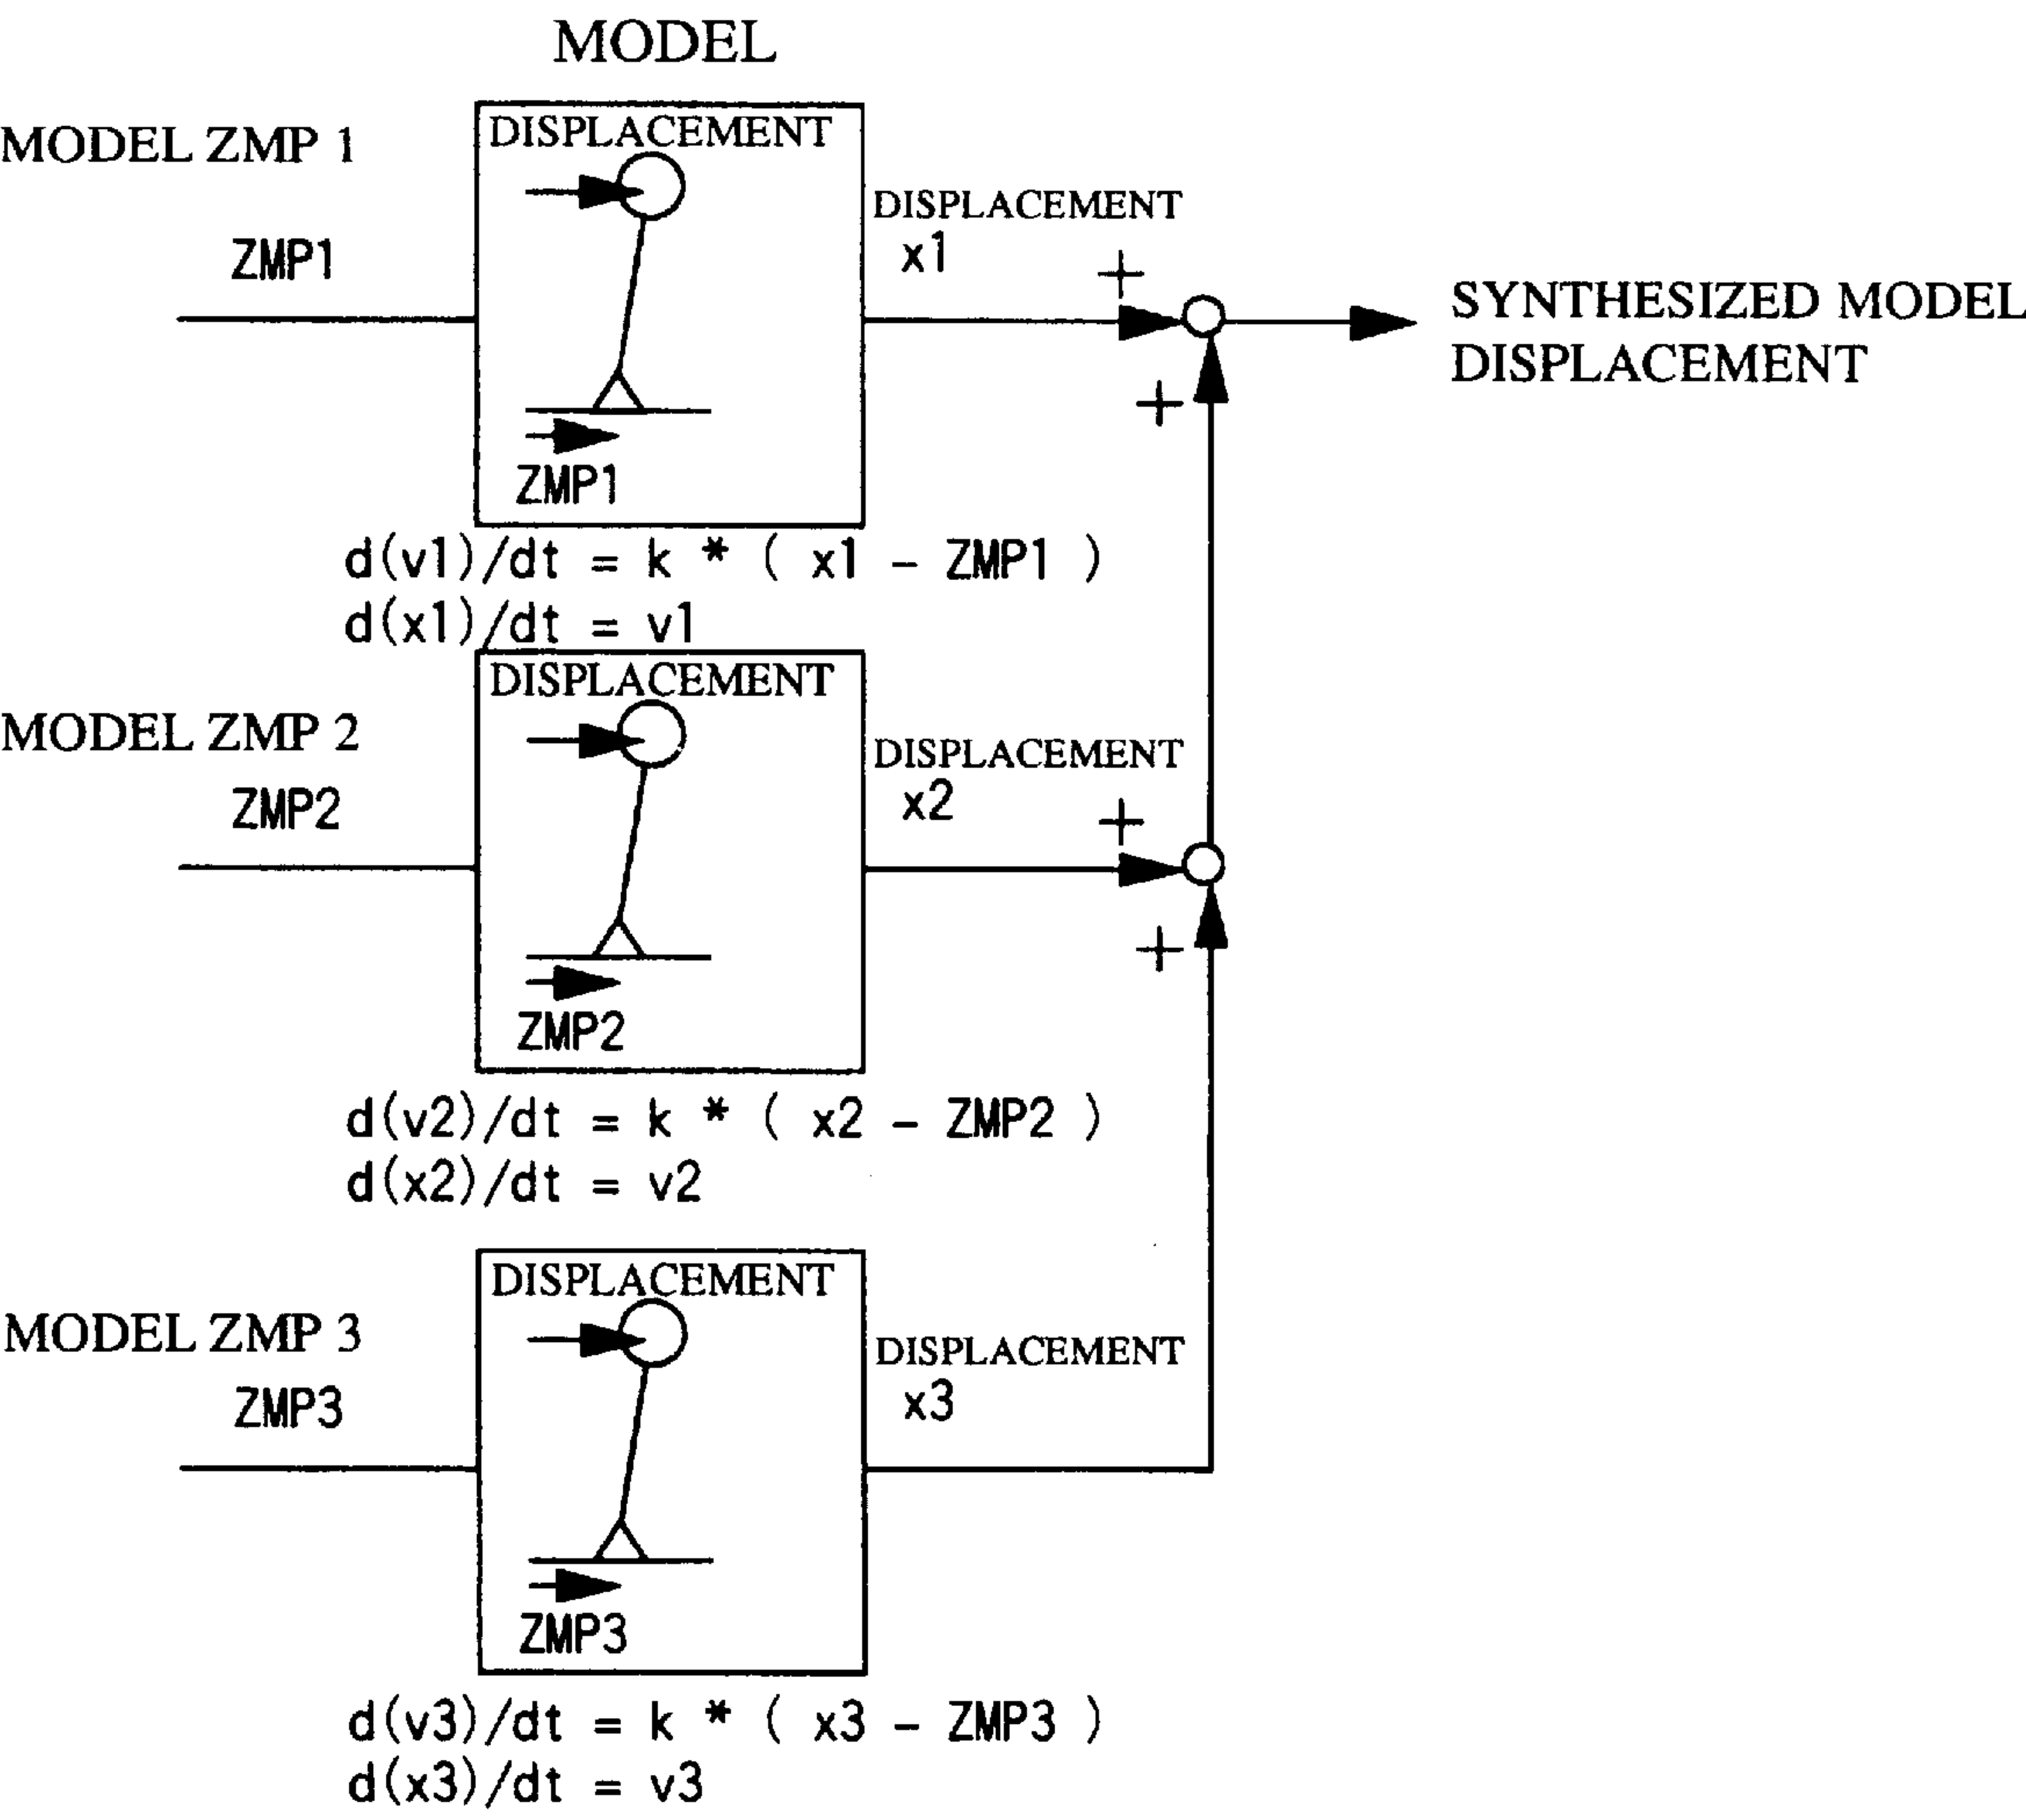 MODEL
MODEL ZMP 1
DISPLACEMENT
ZMP1
DISPLACEMENT
x1
+
SYNTHESIZED MODEL
DISPLACEMENT
+
ZMP1
d(v1)/dt = k * ( x1 - ZMP1 )
d(x1)/dt = v1
MODEL ZMP 2
DISPLACEMENT
ZMP2
DISPLACEMENT
x2
+
+
ZMP2
d(v2)/dt = k * ( x2 - ZMP2 )
d(x2)/dt = v2
MODEL ZMP 3
DISPLACEMENT
ZMP3
DISPLACEMENT
x3
ZMP3
d(v3)/dt = k * ( x3 - ZMP3 )
d(x3)/dt = v3